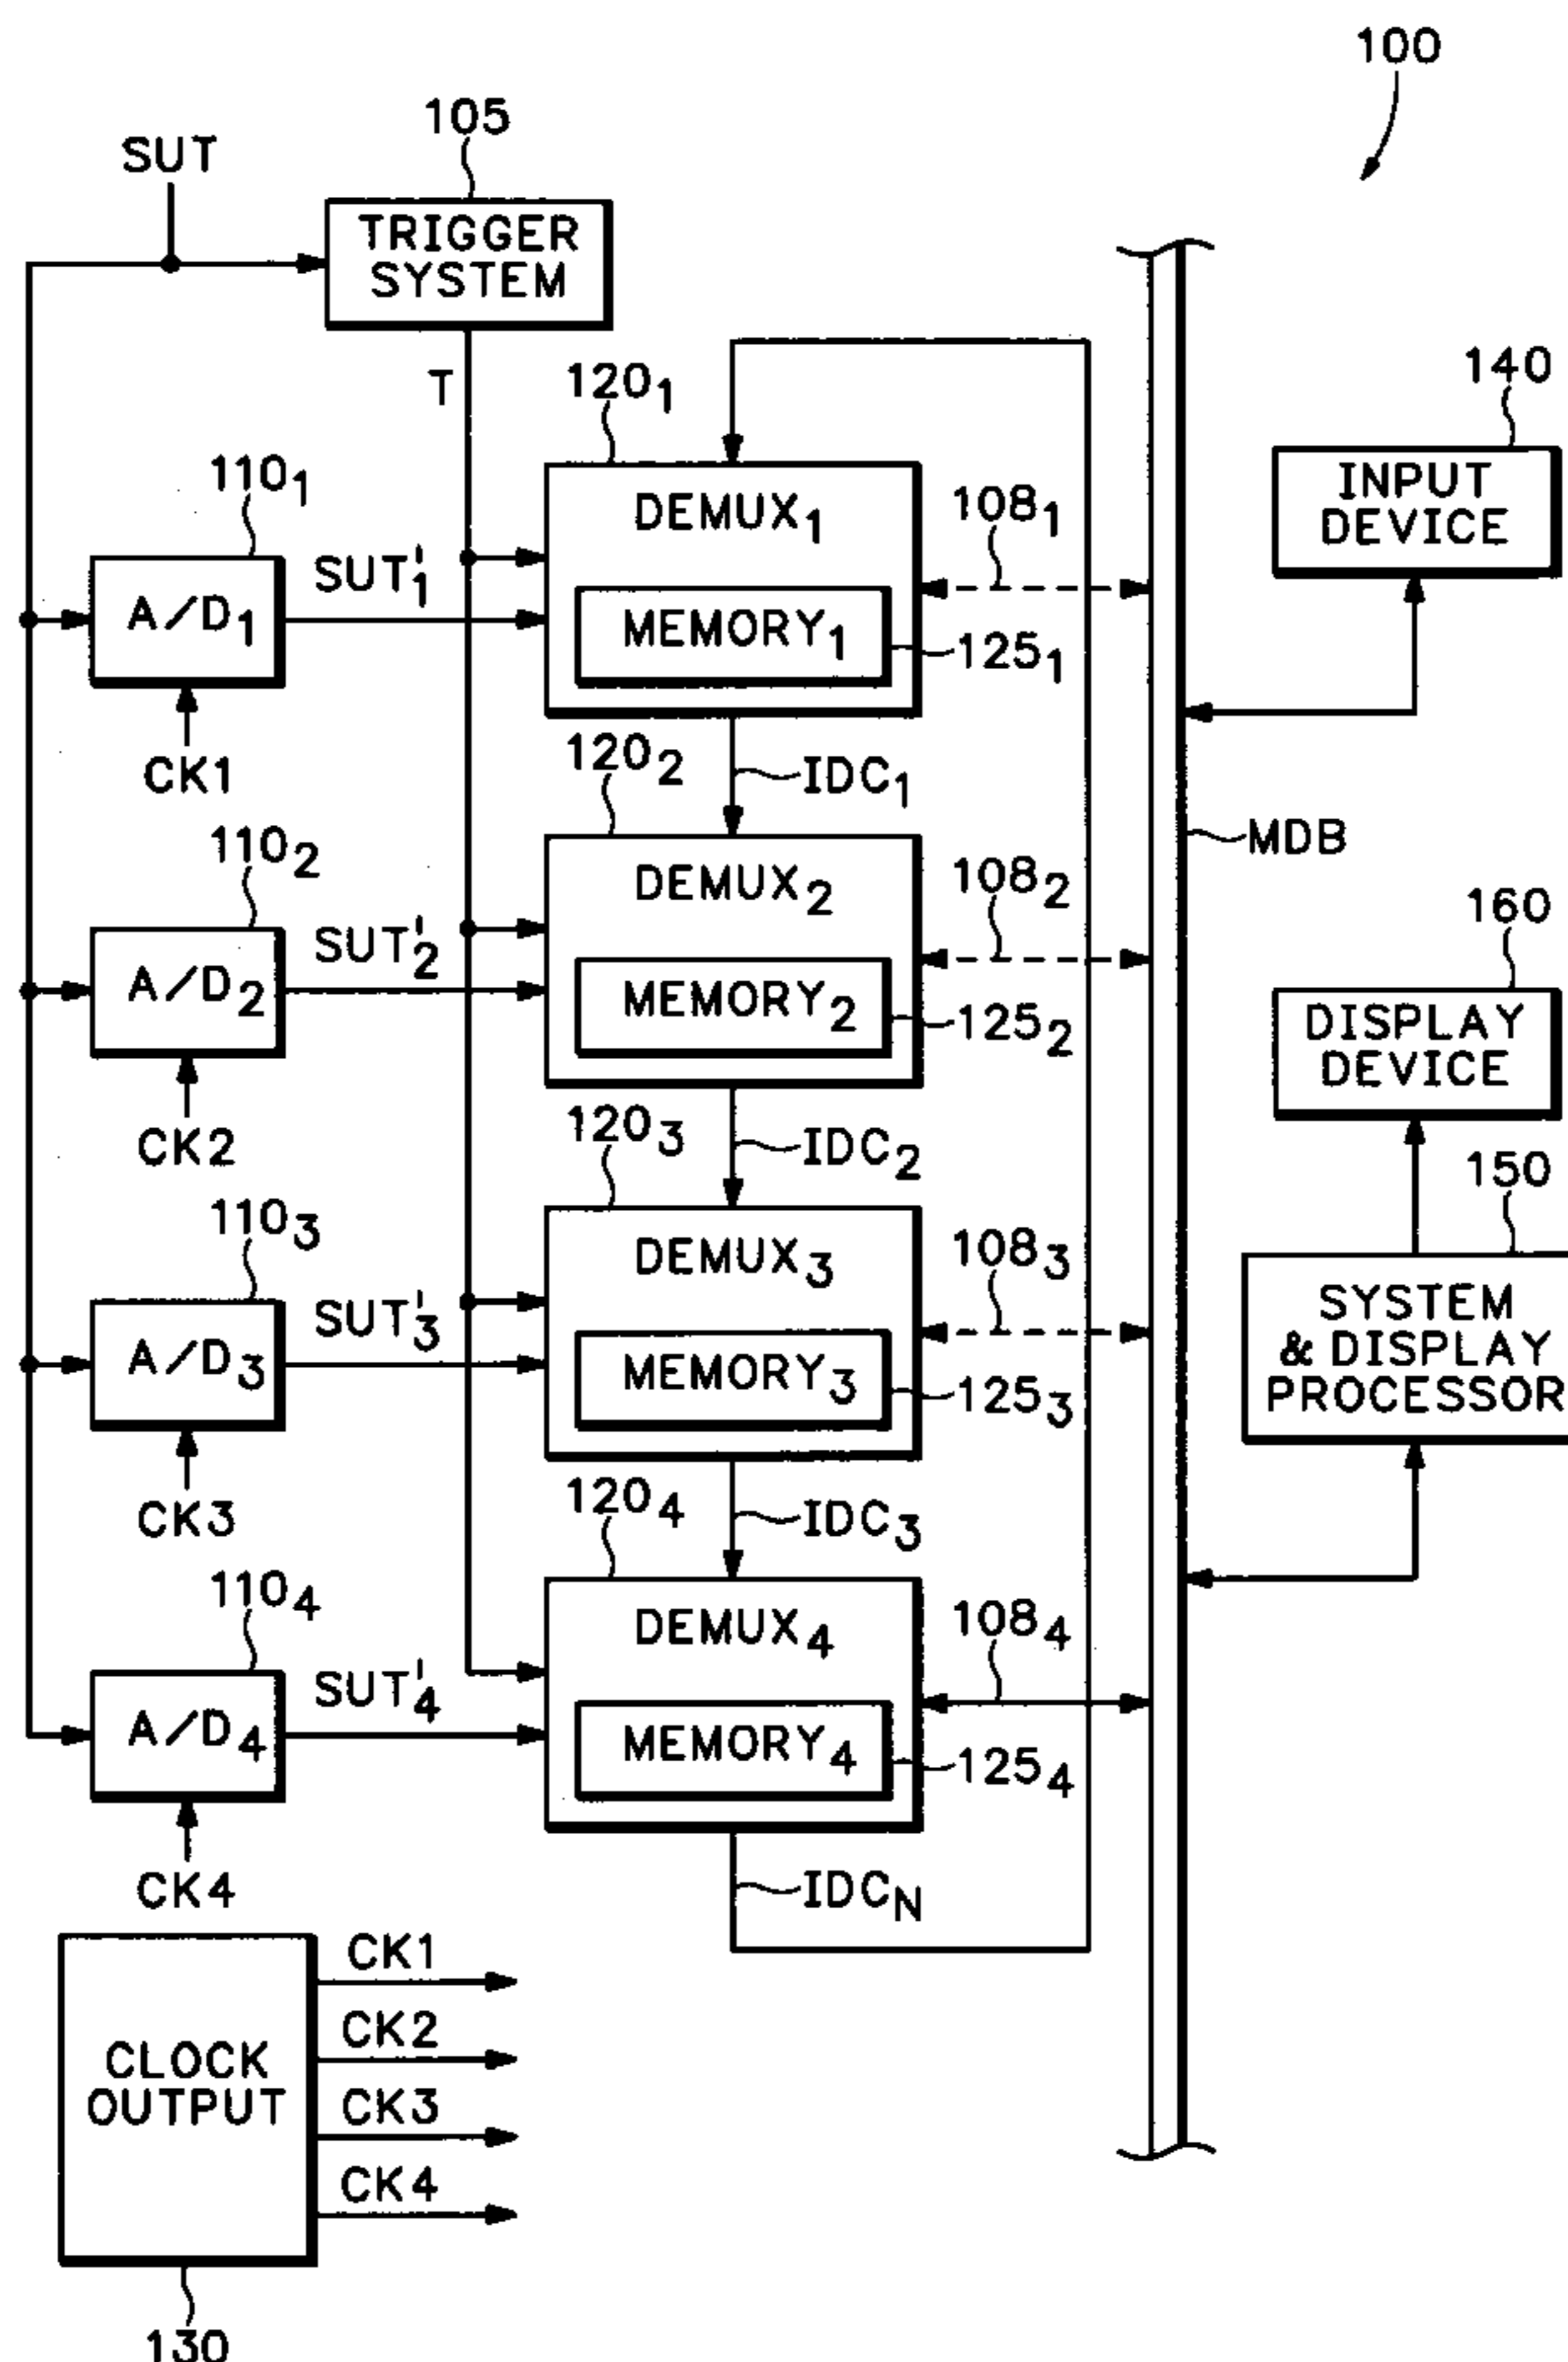 100
105
SUT
TRIGGER
SYSTEM
T
120₁
140
INPUT
DEVICE
110₁
DEMUX₁
108₁
SUT'₁
A/D₁
MEMORY₁
125₁
CK1
120₂
IDC₁
MDB
110₂
DEMUX₂
108₂
160
SUT'₂
A/D₂
MEMORY₂
125₂
DISPLAY
DEVICE
CK2
120₃
IDC₂
150
110₃
DEMUX₃
108₃
SUT'₃
A/D₃
MEMORY₃
125₃
SYSTEM
& DISPLAY
PROCESSOR
CK3
120₄
IDC₃
110₄
DEMUX₄
108₄
SUT'₄
A/D₄
MEMORY₄
125₄
CK4
IDC_N
CLOCK
OUTPUT
CK1
CK2
CK3
CK4
130